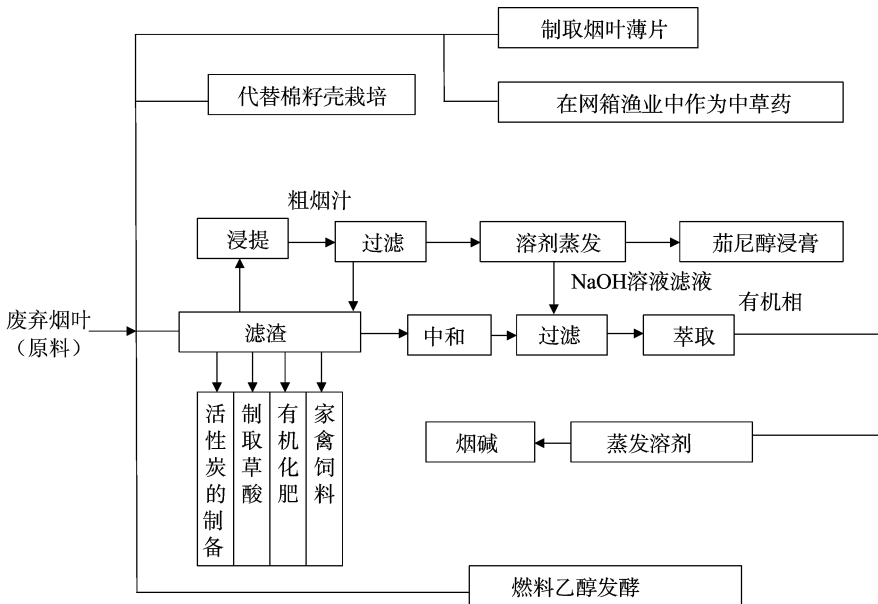 制取烟叶薄片
代替棉籽壳栽培
在网箱渔业中作为中草药
粗烟汁
浸提
过滤
溶剂蒸发
茄尼醇浸膏
NaOH溶液滤液
有机相
废弃烟叶
（原料）
滤渣
中和
过滤
萃取
活性炭的制备
制取草酸
有机化肥
家禽饲料
烟碱
蒸发溶剂
燃料乙醇发酵